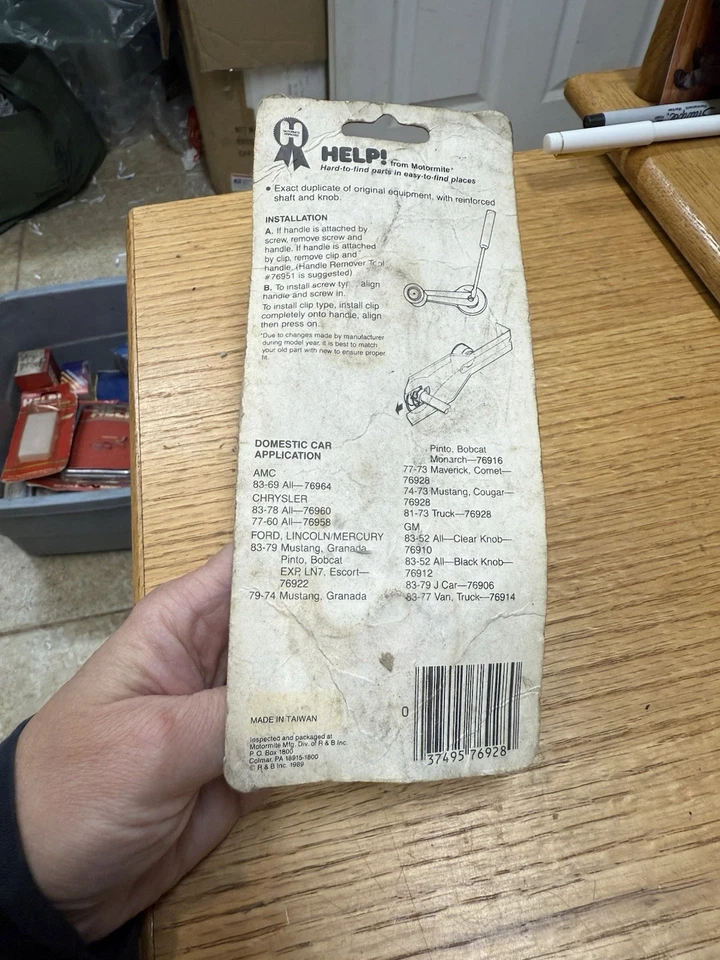 HELP! from Motormite*
Hard-to-find parts in easy-to-find places
• Exact duplicate of original equipment, with reinforced
shaft and knob.
INSTALLATION
A. If handle is attached by
screw, remove screw and
handle. If handle is attached
by clip, remove clip and
handle. (Handle Remover Tool
#76951 is suggested)
B. To install screw typ align
handle and screw in.
To install clip type, install clip
completely onto handle, align
then press on.
*Due to changes made by manufacturer
during model year, it is best to match
your old part with new to ensure proper
fit.
DOMESTIC CAR
APPLICATION
AMC
83-69 All—76964
CHRYSLER
83-78 All—76960
77-60 All—76958
FORD, LINCOLN/MERCURY
83-79 Mustang, Granada
Pinto, Bobcat
EXP, LN7, Escort—
76922
79-74 Mustang, Granada
Pinto, Bobcat
Monarch—76916
77-73 Maverick, Comet—
76928
74-73 Mustang, Cougar—
76928
81-73 Truck—76928
GM
83-52 All—Clear Knob—
76910
83-52 All—Black Knob—
76912
83-79 J Car—76906
83-77 Van, Truck—76914
MADE IN TAIWAN
Inspected and packaged at
Motormite Mfg. Div. of R & B Inc.
P.O. Box 1800
Colmar, PA 18915-1800
© R & B Inc. 1989
0 37495 76928
HELP!
Sharpie